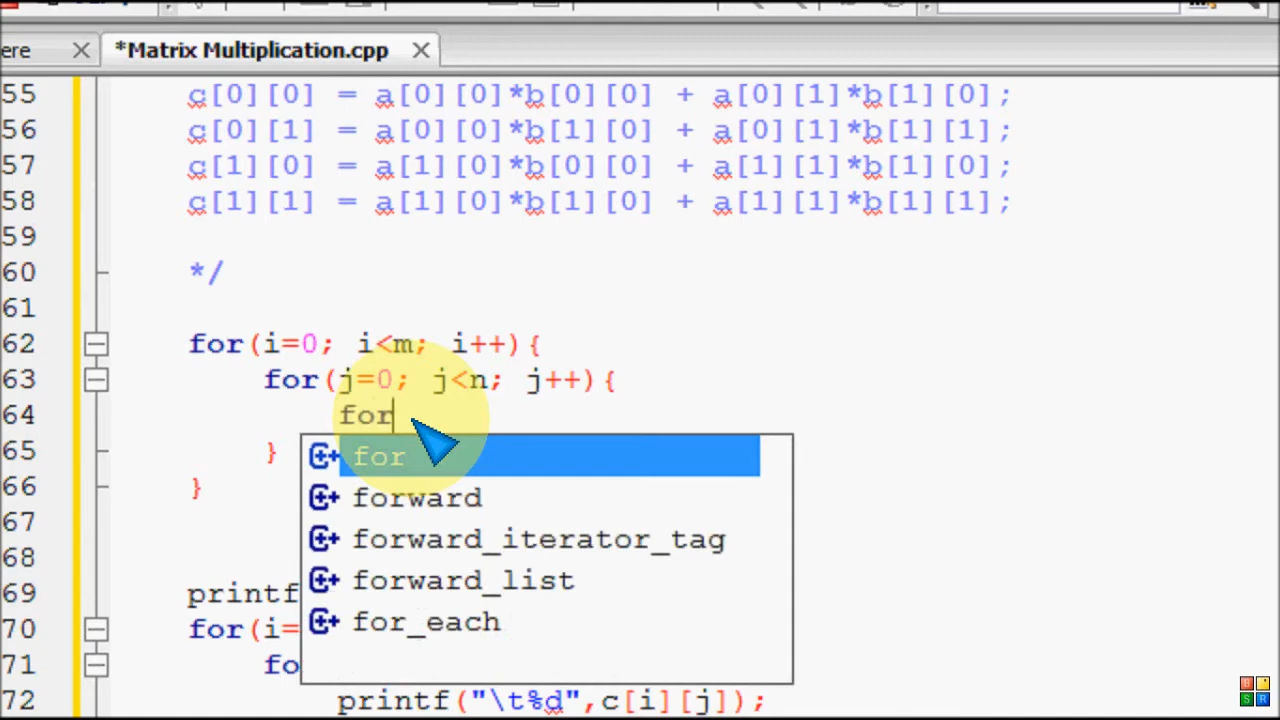 ere *Matrix Multiplication.cpp
55 c[0][0] = a[0][0]*b[0][0] + a[0][1]*b[1][0];
56 c[0][1] = a[0][0]*b[1][0] + a[0][1]*b[1][1];
57 c[1][0] = a[1][0]*b[0][0] + a[1][1]*b[1][0];
58 c[1][1] = a[1][0]*b[1][0] + a[1][1]*b[1][1];
59
60 */
61
62 for(i=0; i<m; i++){
63 for(j=0; j<n; j++){
64 for
65 }
66 }
67
68
69 printf
70 for(i=
71 fo
72 printf("\t%d",c[i][j]);
for
forward
forward_iterator_tag
forward_list
for_each